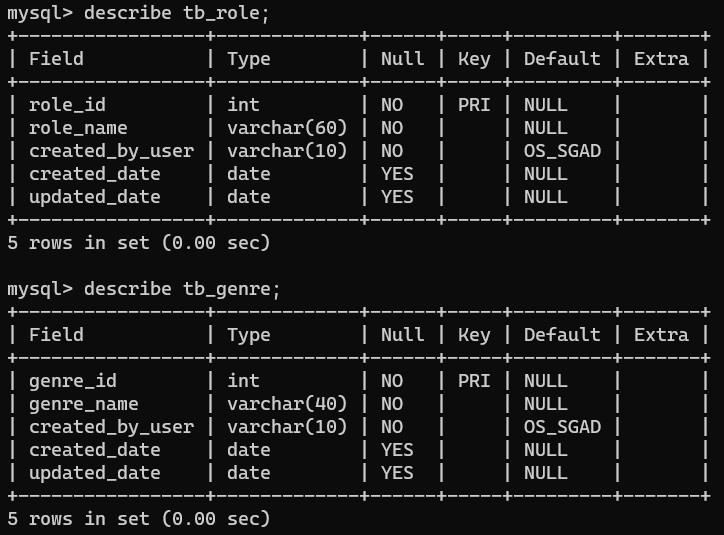 mysql> describe tb_role;
+-----------------+-------------+------+-----+---------+-------+
| Field           | Type        | Null | Key | Default | Extra |
+-----------------+-------------+------+-----+---------+-------+
| role_id         | int         | NO   | PRI | NULL    |       |
| role_name       | varchar(60) | NO   |     | NULL    |       |
| created_by_user | varchar(10) | NO   |     | OS_SGAD |       |
| created_date    | date        | YES  |     | NULL    |       |
| updated_date    | date        | YES  |     | NULL    |       |
+-----------------+-------------+------+-----+---------+-------+
5 rows in set (0.00 sec)

mysql> describe tb_genre;
+-----------------+-------------+------+-----+---------+-------+
| Field           | Type        | Null | Key | Default | Extra |
+-----------------+-------------+------+-----+---------+-------+
| genre_id        | int         | NO   | PRI | NULL    |       |
| genre_name      | varchar(40) | NO   |     | NULL    |       |
| created_by_user | varchar(10) | NO   |     | OS_SGAD |       |
| created_date    | date        | YES  |     | NULL    |       |
| updated_date    | date        | YES  |     | NULL    |       |
+-----------------+-------------+------+-----+---------+-------+
5 rows in set (0.00 sec)